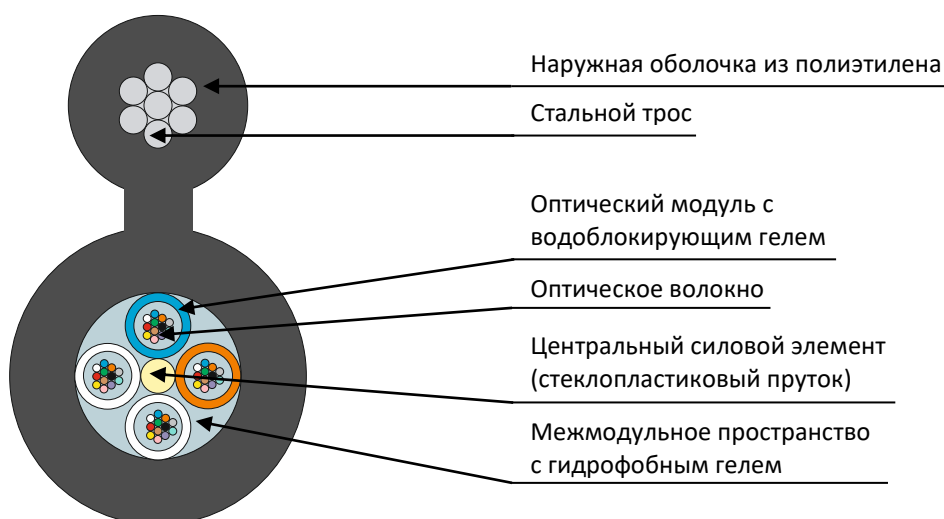 Наружная оболочка из полиэтилена
Стальной трос
Оптический модуль с
водоблокирующим гелем
Оптическое волокно
Центральный силовой элемент
(стеклопластиковый пруток)
Межмодульное пространство
с гидрофобным гелем